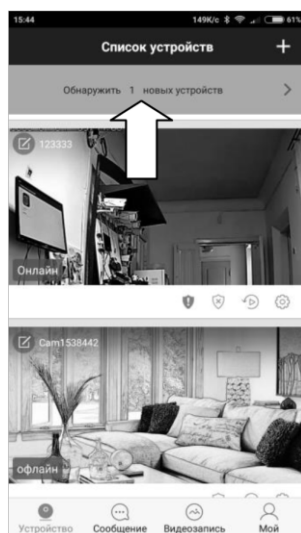 15:44 149K/c 61%
Список устройств +
Обнаружить 1 новых устройств >
123333
Онлайн
Cam1538442
офлайн
Устройство Сообщение Видеозапись Мой